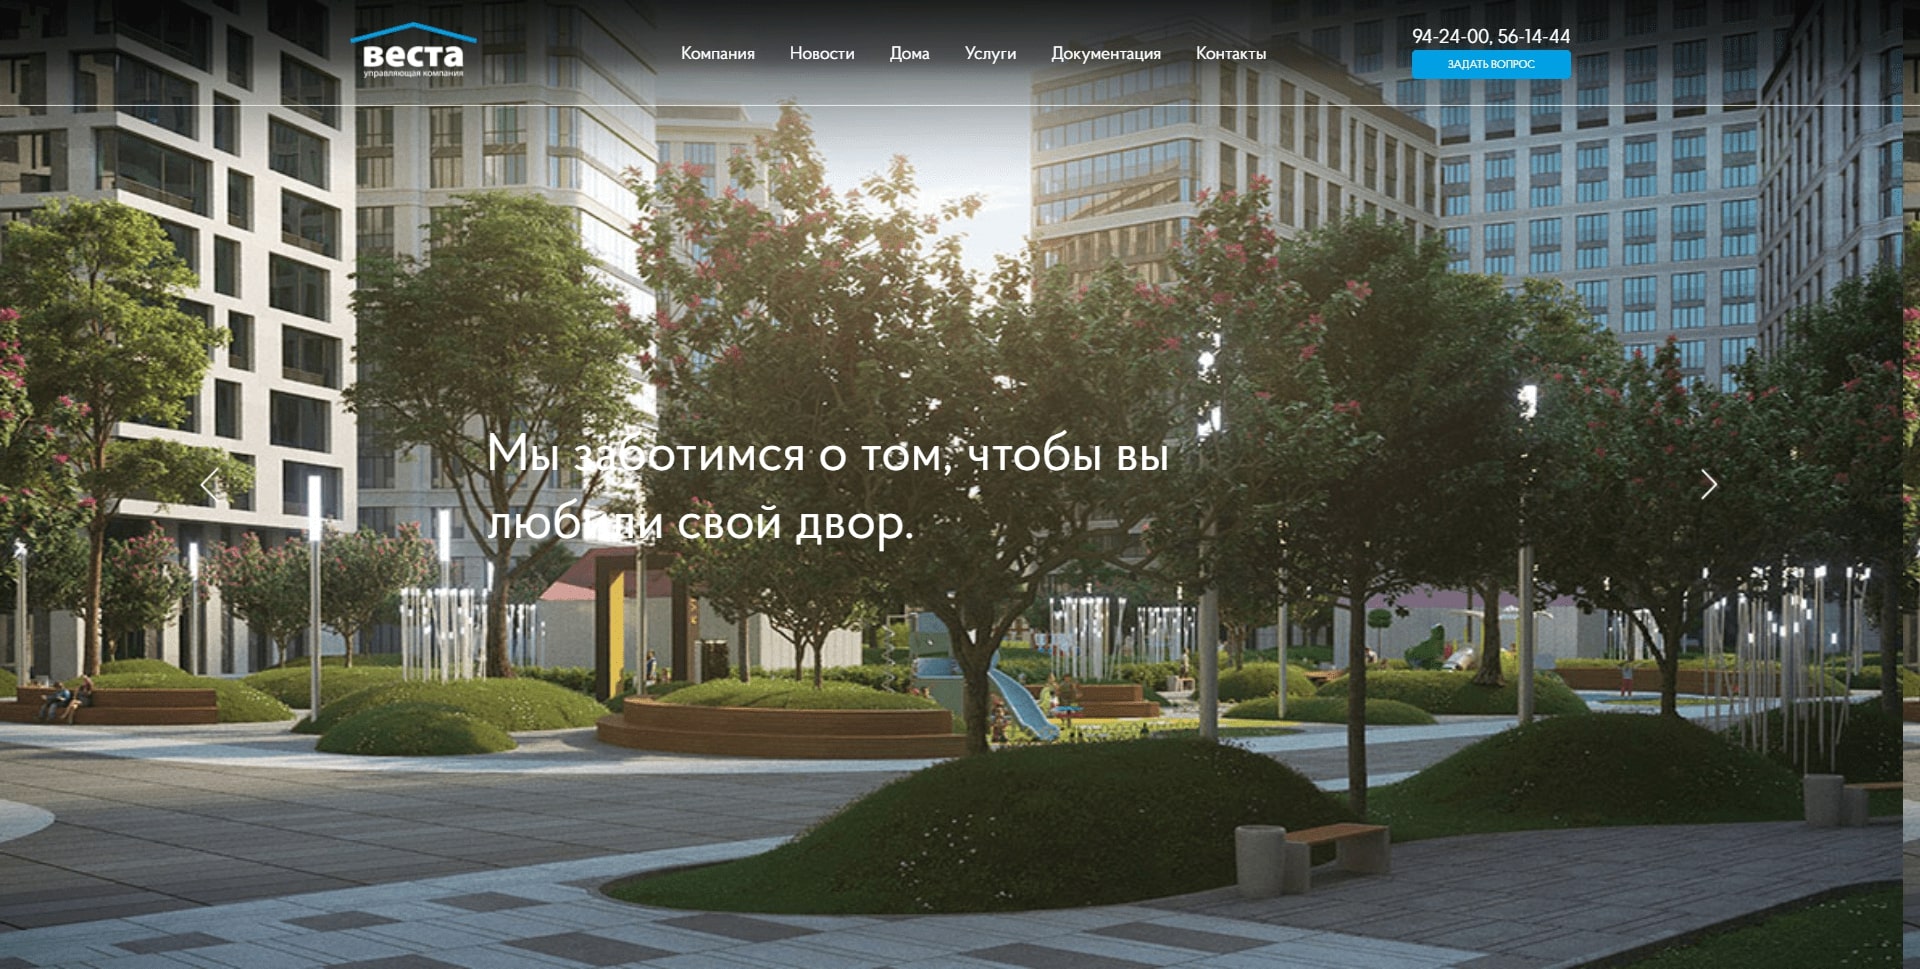 веста
управляющая компания
Компания Новости Дома Услуги Документация Контакты
94-24-00, 56-14-44
ЗАДАТЬ ВОПРОС
Мы заботимся о том, чтобы вы
любили свой двор.